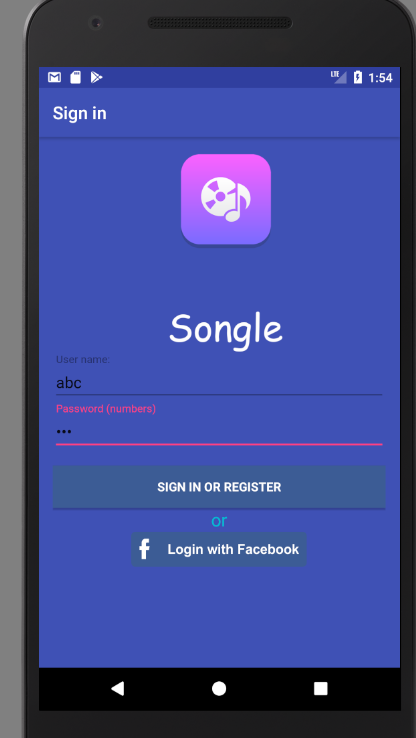 LTE 1:54
Sign in
Songle
User name:
abc
Password (numbers)
•••
SIGN IN OR REGISTER
or
f Login with Facebook